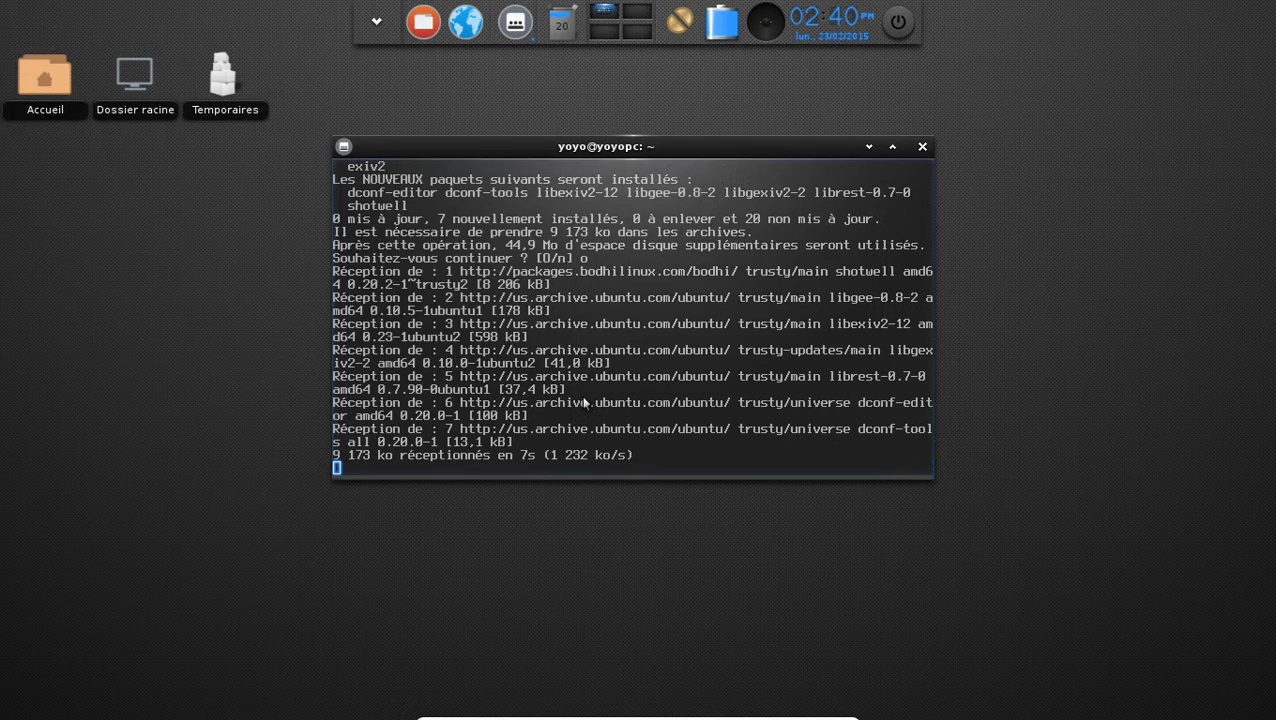 02:40 PM
20
lun., 23/02/2015
Accueil
Dossier racine
Temporaires
yoyo@yoyopc: ~
exiv2
Les NOUVEAUX paquets suivants seront installés :
dconf-editor dconf-tools libexiv2-12 libgee-0.8-2 libgexiv2-2 librest-0.7-0
shotwell
0 mis à jour, 7 nouvellement installés, 0 à enlever et 20 non mis à jour.
Il est nécessaire de prendre 9 173 ko dans les archives.
Après cette opération, 44,9 Mo d'espace disque supplémentaires seront utilisés.
Souhaitez-vous continuer ? [O/n] o
Réception de : 1 http://packages.bodhilinux.com/bodhi/ trusty/main shotwell amd6
4 0.20.2-1~trusty2 [8 206 kB]
Réception de : 2 http://us.archive.ubuntu.com/ubuntu/ trusty/main libgee-0.8-2 a
md64 0.10.5-1ubuntu1 [178 kB]
Réception de : 3 http://us.archive.ubuntu.com/ubuntu/ trusty/main libexiv2-12 am
d64 0.23-1ubuntu2 [598 kB]
Réception de : 4 http://us.archive.ubuntu.com/ubuntu/ trusty-updates/main libgex
iv2-2 amd64 0.10.0-1ubuntu2 [41,0 kB]
Réception de : 5 http://us.archive.ubuntu.com/ubuntu/ trusty/main librest-0.7-0
amd64 0.7.90-0ubuntu1 [37,4 kB]
Réception de : 6 http://us.archive.ubuntu.com/ubuntu/ trusty/universe dconf-edit
or amd64 0.20.0-1 [100 kB]
Réception de : 7 http://us.archive.ubuntu.com/ubuntu/ trusty/universe dconf-tool
s all 0.20.0-1 [13,1 kB]
9 173 ko réceptionnés en 7s (1 232 ko/s)